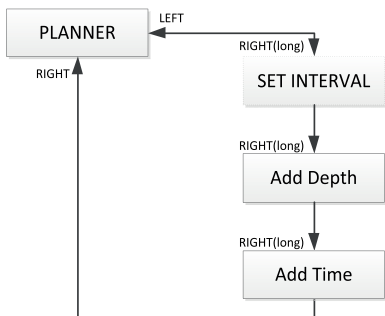 LEFT
PLANNER
RIGHT(long)
RIGHT
SET INTERVAL
RIGHT(long)
Add Depth
RIGHT(long)
Add Time